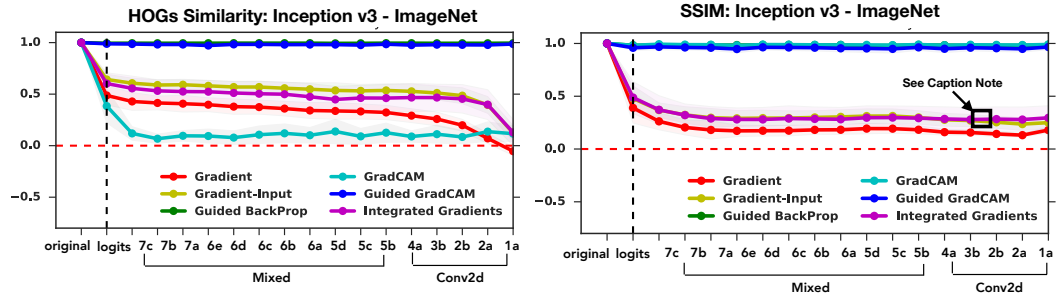 HOGs Similarity: Inception v3 - ImageNet
1.0
0.5
0.0
−0.5
Gradient
Gradient-Input
Guided BackProp
GradCAM
Guided GradCAM
Integrated Gradients
original logits 7c 7b 7a 6e 6d 6c 6b 6a 5d 5c 5b 4a 3b 2b 2a 1a
Mixed Conv2d
SSIM: Inception v3 - ImageNet
1.0
0.5
0.0
−0.5
See Caption Note
Gradient
Gradient-Input
Guided BackProp
GradCAM
Guided GradCAM
Integrated Gradients
original logits 7c 7b 7a 6e 6d 6c 6b 6a 5d 5c 5b 4a 3b 2b 2a 1a
Mixed Conv2d